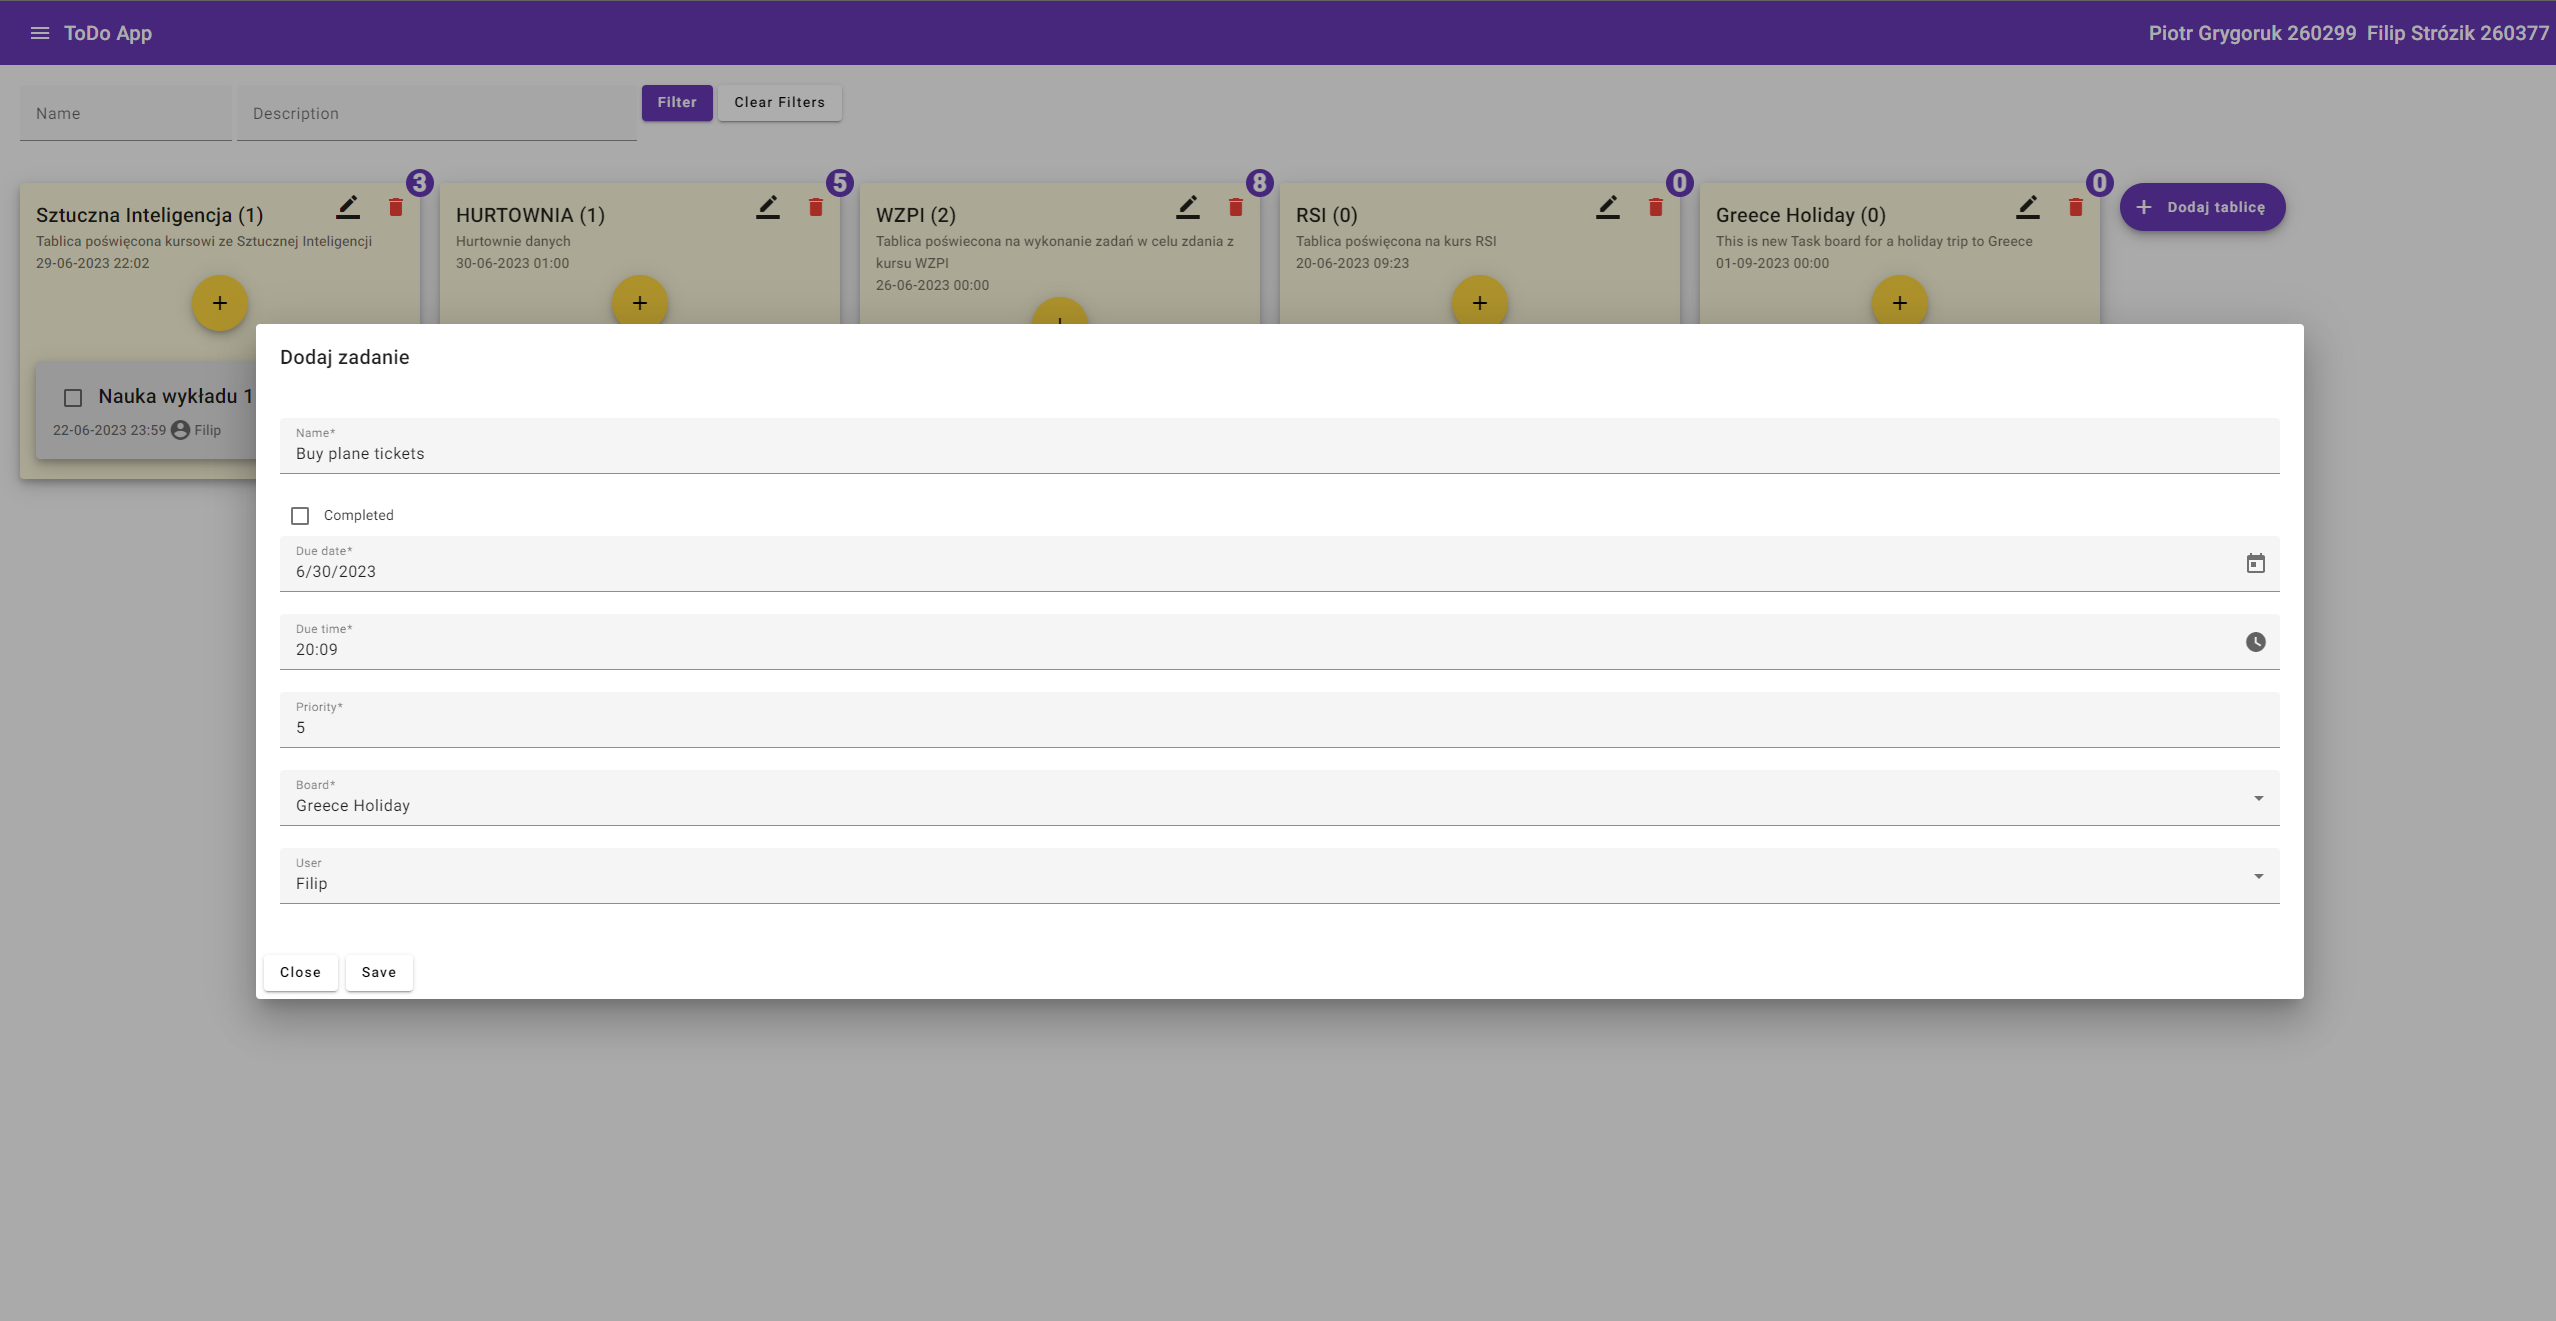 ToDo App
Piotr Grygoruk 260299 Filip Strózik 260377
Name
Description
Filter
Clear Filters
3
Sztuczna Inteligencja (1)
Tablica poświęcona kursowi ze Sztucznej Inteligencji
29-06-2023 22:02
5
HURTOWNIA (1)
Hurtownie danych
30-06-2023 01:00
8
WZPI (2)
Tablica poświecona na wykonanie zadań w celu zdania z
kursu WZPI
26-06-2023 00:00
0
RSI (0)
Tablica poświęcona na kurs RSI
20-06-2023 09:23
0
Greece Holiday (0)
This is new Task board for a holiday trip to Greece
01-09-2023 00:00
Dodaj tablicę
Nauka wykładu 1
22-06-2023 23:59 Filip
Dodaj zadanie
Name*
Buy plane tickets
Completed
Due date*
6/30/2023
Due time*
20:09
Priority*
5
Board*
Greece Holiday
User
Filip
Close
Save